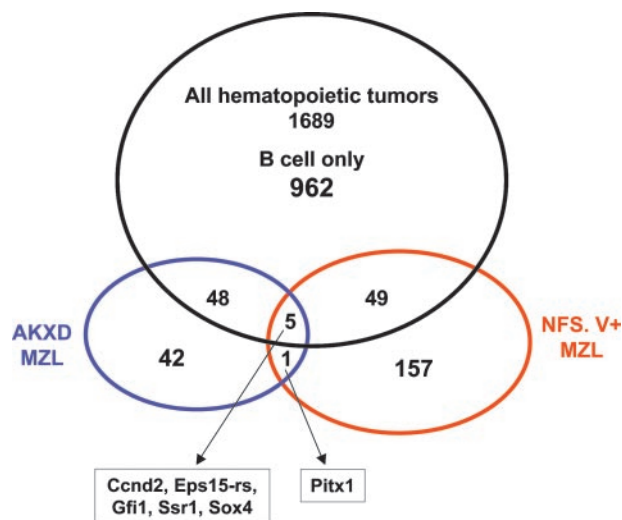 All hematopoietic tumors
1689
B cell only
962
48
49
5
AKXD
MZL
42
1
157
NFS. V+
MZL
Ccnd2, Eps15-rs,
Gfi1, Ssr1, Sox4
Pitx1